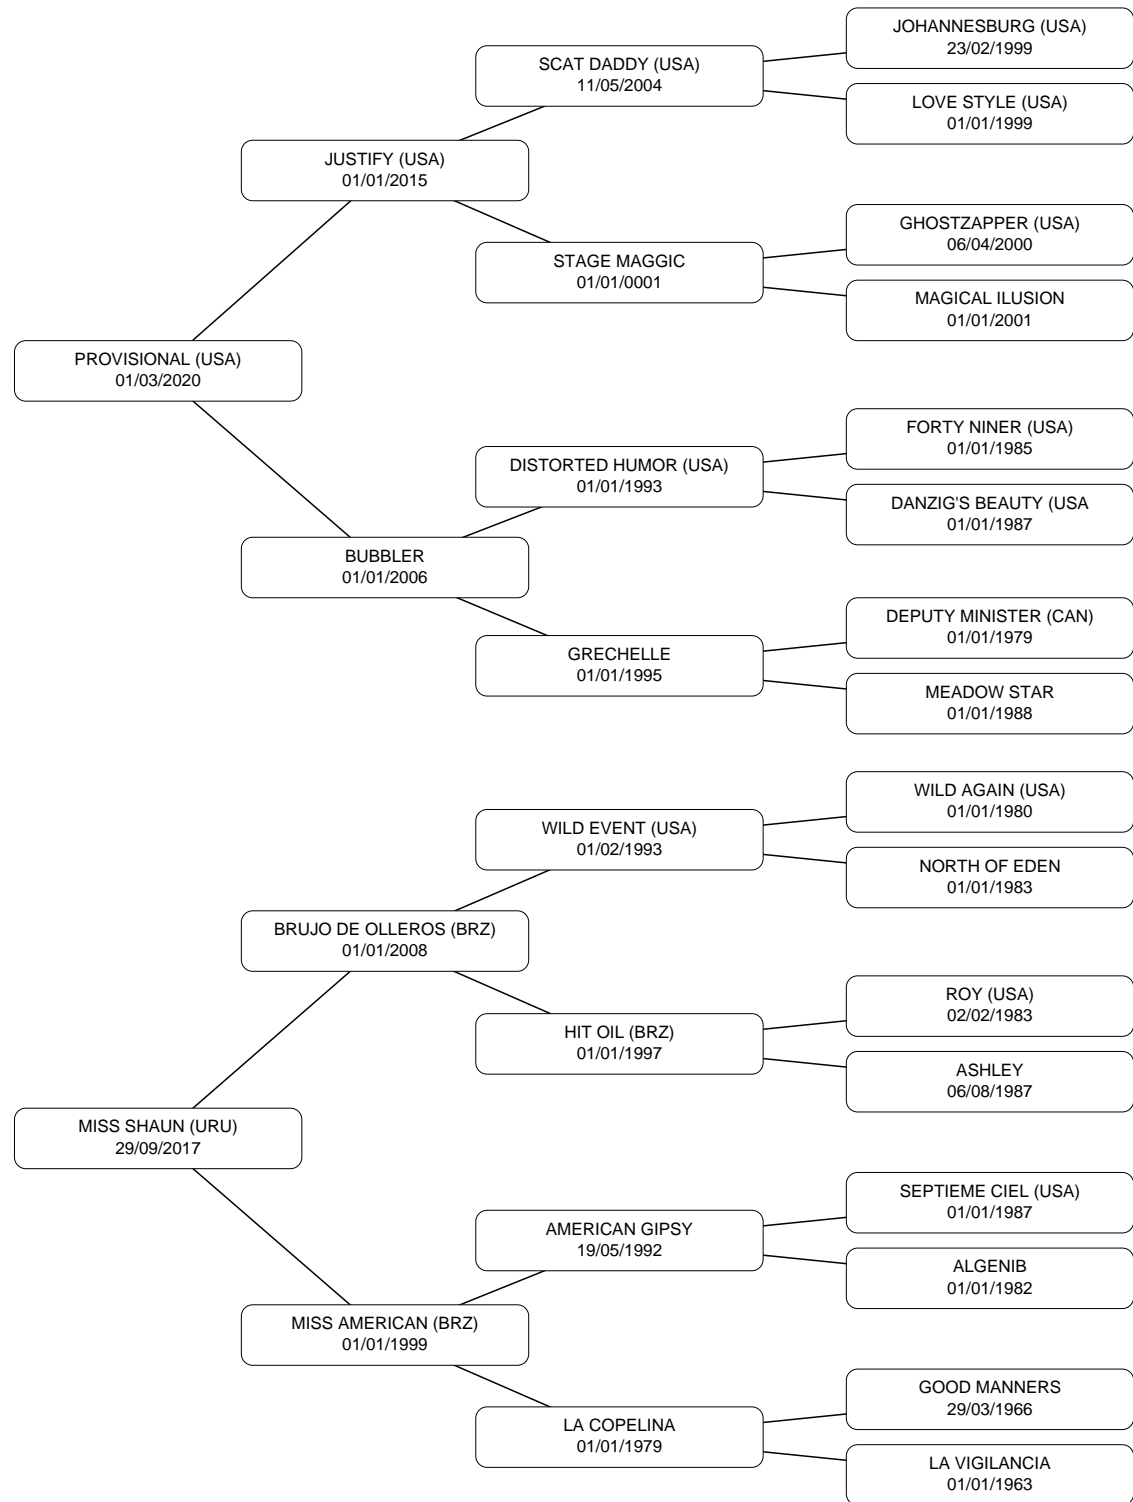 JOHANNESBURG (USA)
23/02/1999
SCAT DADDY (USA)
11/05/2004
LOVE STYLE (USA)
01/01/1999
JUSTIFY (USA)
01/01/2015
GHOSTZAPPER (USA)
06/04/2000
STAGE MAGGIC
01/01/0001
MAGICAL ILUSION
01/01/2001
PROVISIONAL (USA)
01/03/2020
FORTY NINER (USA)
01/01/1985
DISTORTED HUMOR (USA)
01/01/1993
DANZIG'S BEAUTY (USA
01/01/1987
BUBBLER
01/01/2006
DEPUTY MINISTER (CAN)
01/01/1979
GRECHELLE
01/01/1995
MEADOW STAR
01/01/1988
WILD AGAIN (USA)
01/01/1980
WILD EVENT (USA)
01/02/1993
NORTH OF EDEN
01/01/1983
BRUJO DE OLLEROS (BRZ)
01/01/2008
ROY (USA)
02/02/1983
HIT OIL (BRZ)
01/01/1997
ASHLEY
06/08/1987
MISS SHAUN (URU)
29/09/2017
SEPTIEME CIEL (USA)
01/01/1987
AMERICAN GIPSY
19/05/1992
ALGENIB
01/01/1982
MISS AMERICAN (BRZ)
01/01/1999
GOOD MANNERS
29/03/1966
LA COPELINA
01/01/1979
LA VIGILANCIA
01/01/1963